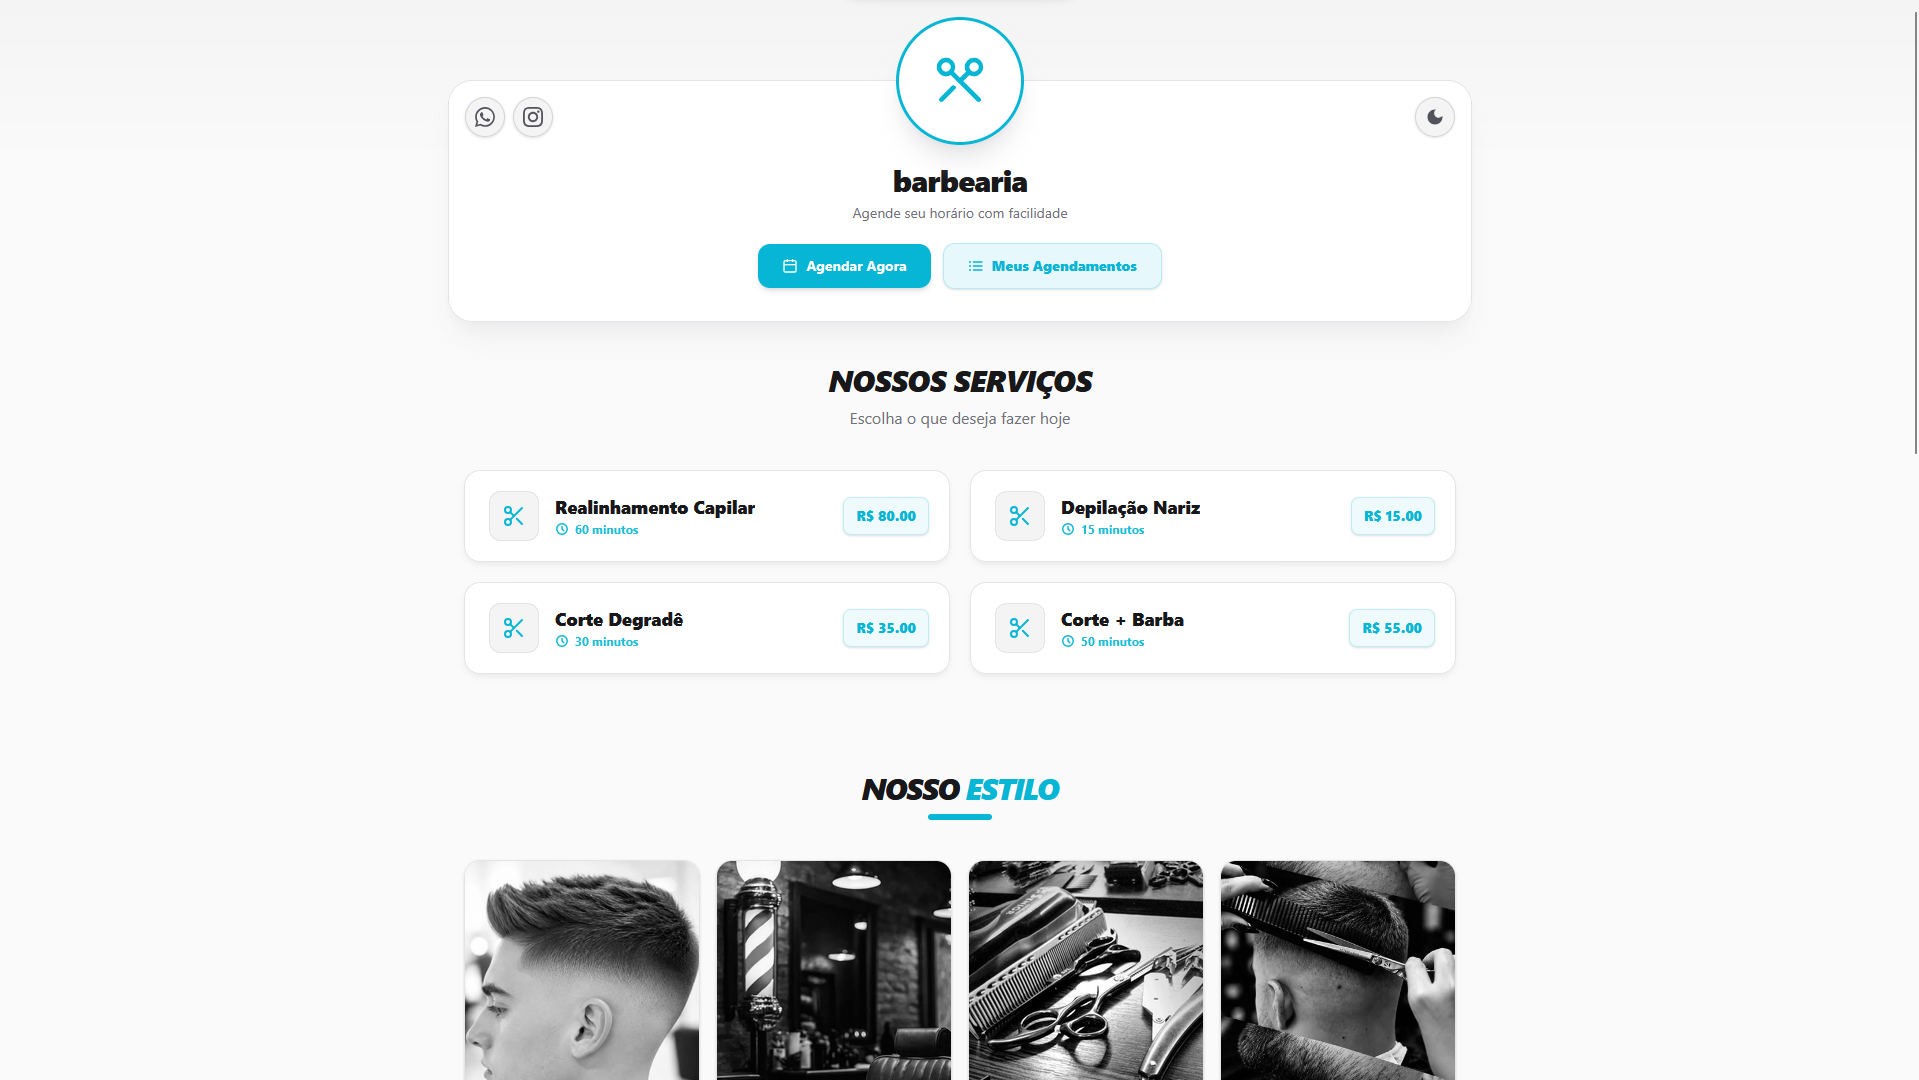 barbearia
Agende seu horário com facilidade
Agendar Agora
Meus Agendamentos
NOSSOS SERVIÇOS
Escolha o que deseja fazer hoje
Realinhamento Capilar
60 minutos
R$ 80.00
Depilação Nariz
15 minutos
R$ 15.00
Corte Degradê
30 minutos
R$ 35.00
Corte + Barba
50 minutos
R$ 55.00
NOSSO ESTILO